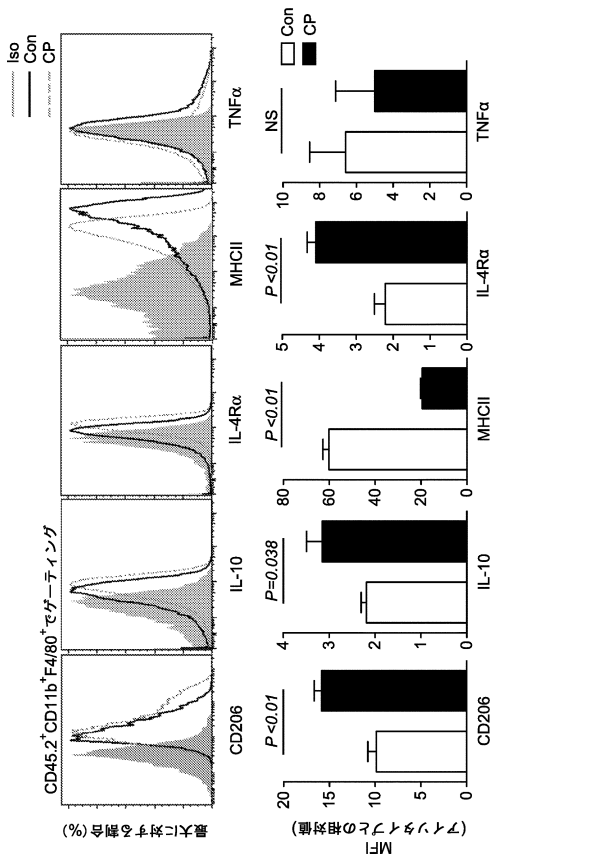 CD45.2+CD11b+F4/80+でゲーティング
Iso
Con
CP
最大に対する割合(%)
CD206
IL-10
IL-4Rα
MHCII
TNFα
MFI
(アイソタイプとの相対値)
Con
CP
20
15
10
5
0
P<0.01
CD206
4
3
2
1
0
P=0.038
IL-10
80
60
40
20
0
P<0.01
MHCII
5
4
3
2
1
0
P<0.01
IL-4Rα
10
8
6
4
2
0
NS
TNFα